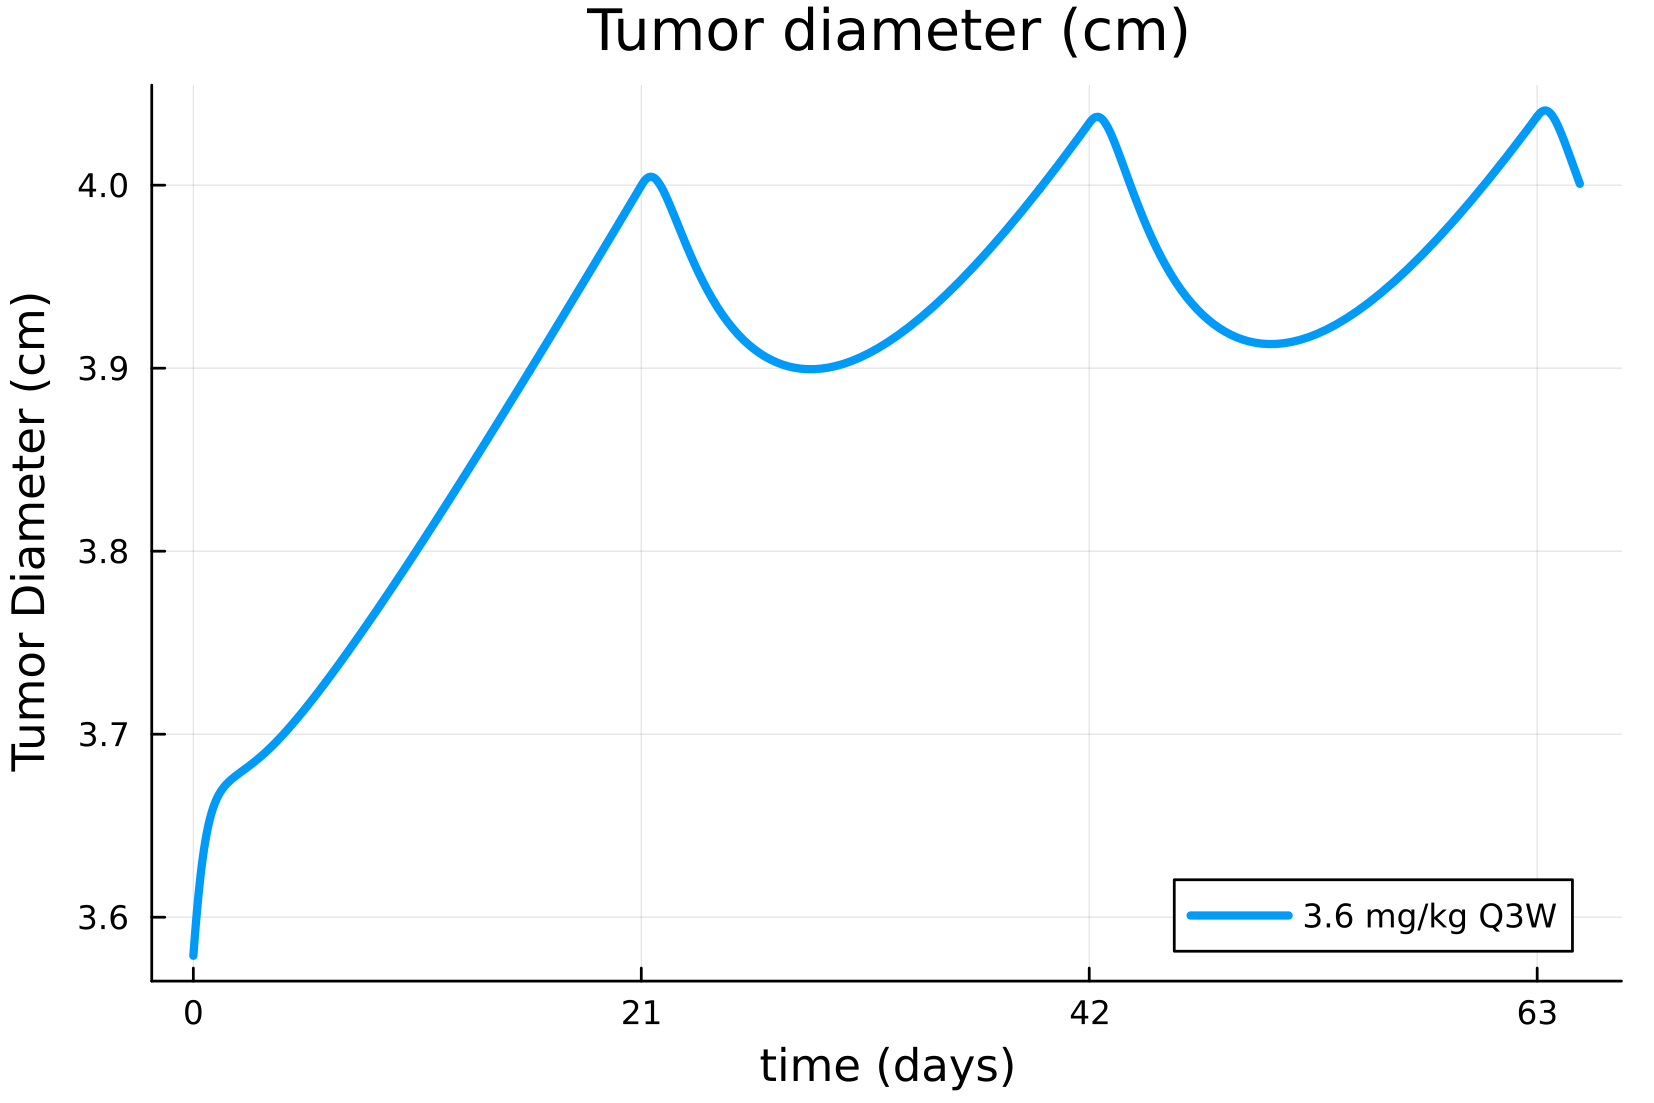 Tumor diameter (cm)
Tumor Diameter (cm)
4.0
3.9
3.8
3.7
3.6
3.6 mg/kg Q3W
0 21 42 63
time (days)